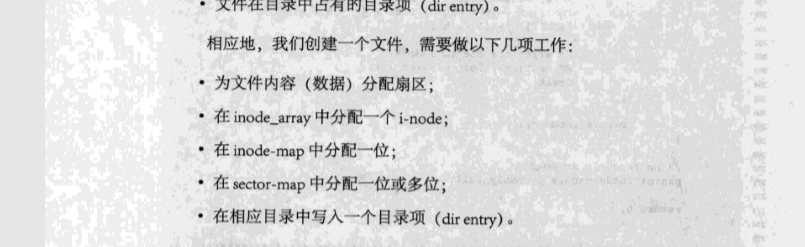 • 文件在目录中占有的目录项（dir entry）。
相应地，我们创建一个文件，需要做以下几项工作：
• 为文件内容（数据）分配扇区；
• 在 inode_array 中分配一个 i-node；
• 在 inode-map 中分配一位；
• 在 sector-map 中分配一位或多位；
• 在相应目录中写入一个目录项（dir entry）。